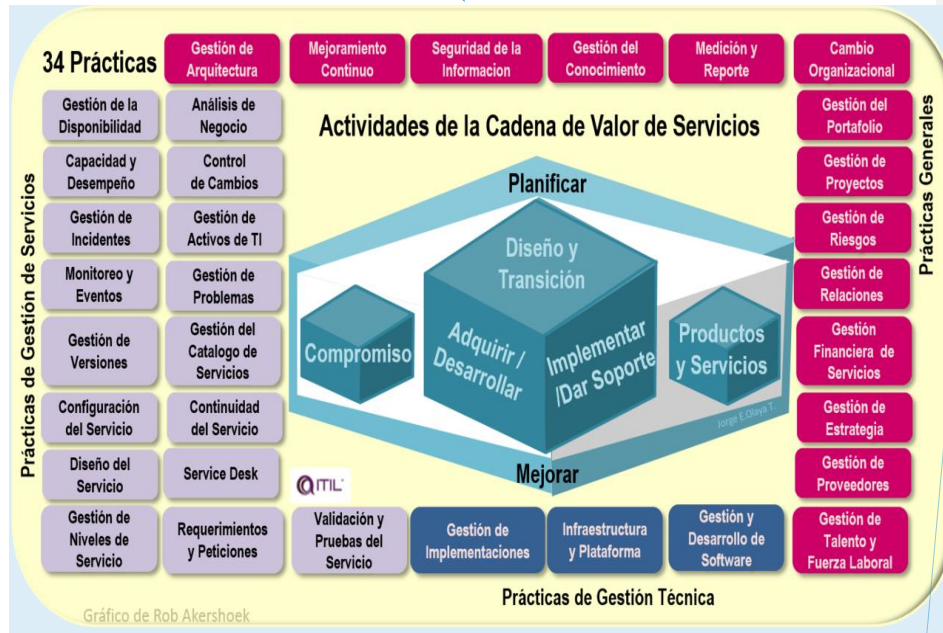 34 Prácticas
Gestión de
Arquitectura
Mejoramiento
Continuo
Seguridad de la
Informacion
Gestión del
Conocimiento
Medición y
Reporte
Cambio
Organizacional
Prácticas de Gestión de Servicios
Gestión de la
Disponibilidad
Análisis de
Negocio
Capacidad y
Desempeño
Control
de Cambios
Gestión de
Incidentes
Gestión de
Activos de TI
Monitoreo y
Eventos
Gestión de
Problemas
Gestión de
Versiones
Gestión del
Catalogo de
Servicios
Configuración
del Servicio
Continuidad
del Servicio
Diseño del
Servicio
Service Desk
Gestión de
Niveles de
Servicio
Requerimientos
y Peticiones
Validación y
Pruebas del
Servicio
Actividades de la Cadena de Valor de Servicios
Planificar
Diseño y
Transición
Compromiso
Adquirir /
Desarrollar
Implementar
/Dar Soporte
Productos
y Servicios
Jorge E.Olaya T.
Mejorar
ITIL
Gestión de
Implementaciones
Infraestructura
y Plataforma
Gestión y
Desarrollo de
Software
Prácticas de Gestión Técnica
Prácticas Generales
Gestión del
Portafolio
Gestión de
Proyectos
Gestión de
Riesgos
Gestión de
Relaciones
Gestión
Financiera de
Servicios
Gestión de
Estrategia
Gestión de
Proveedores
Gestión de
Talento y
Fuerza Laboral
Gráfico de Rob Akershoek